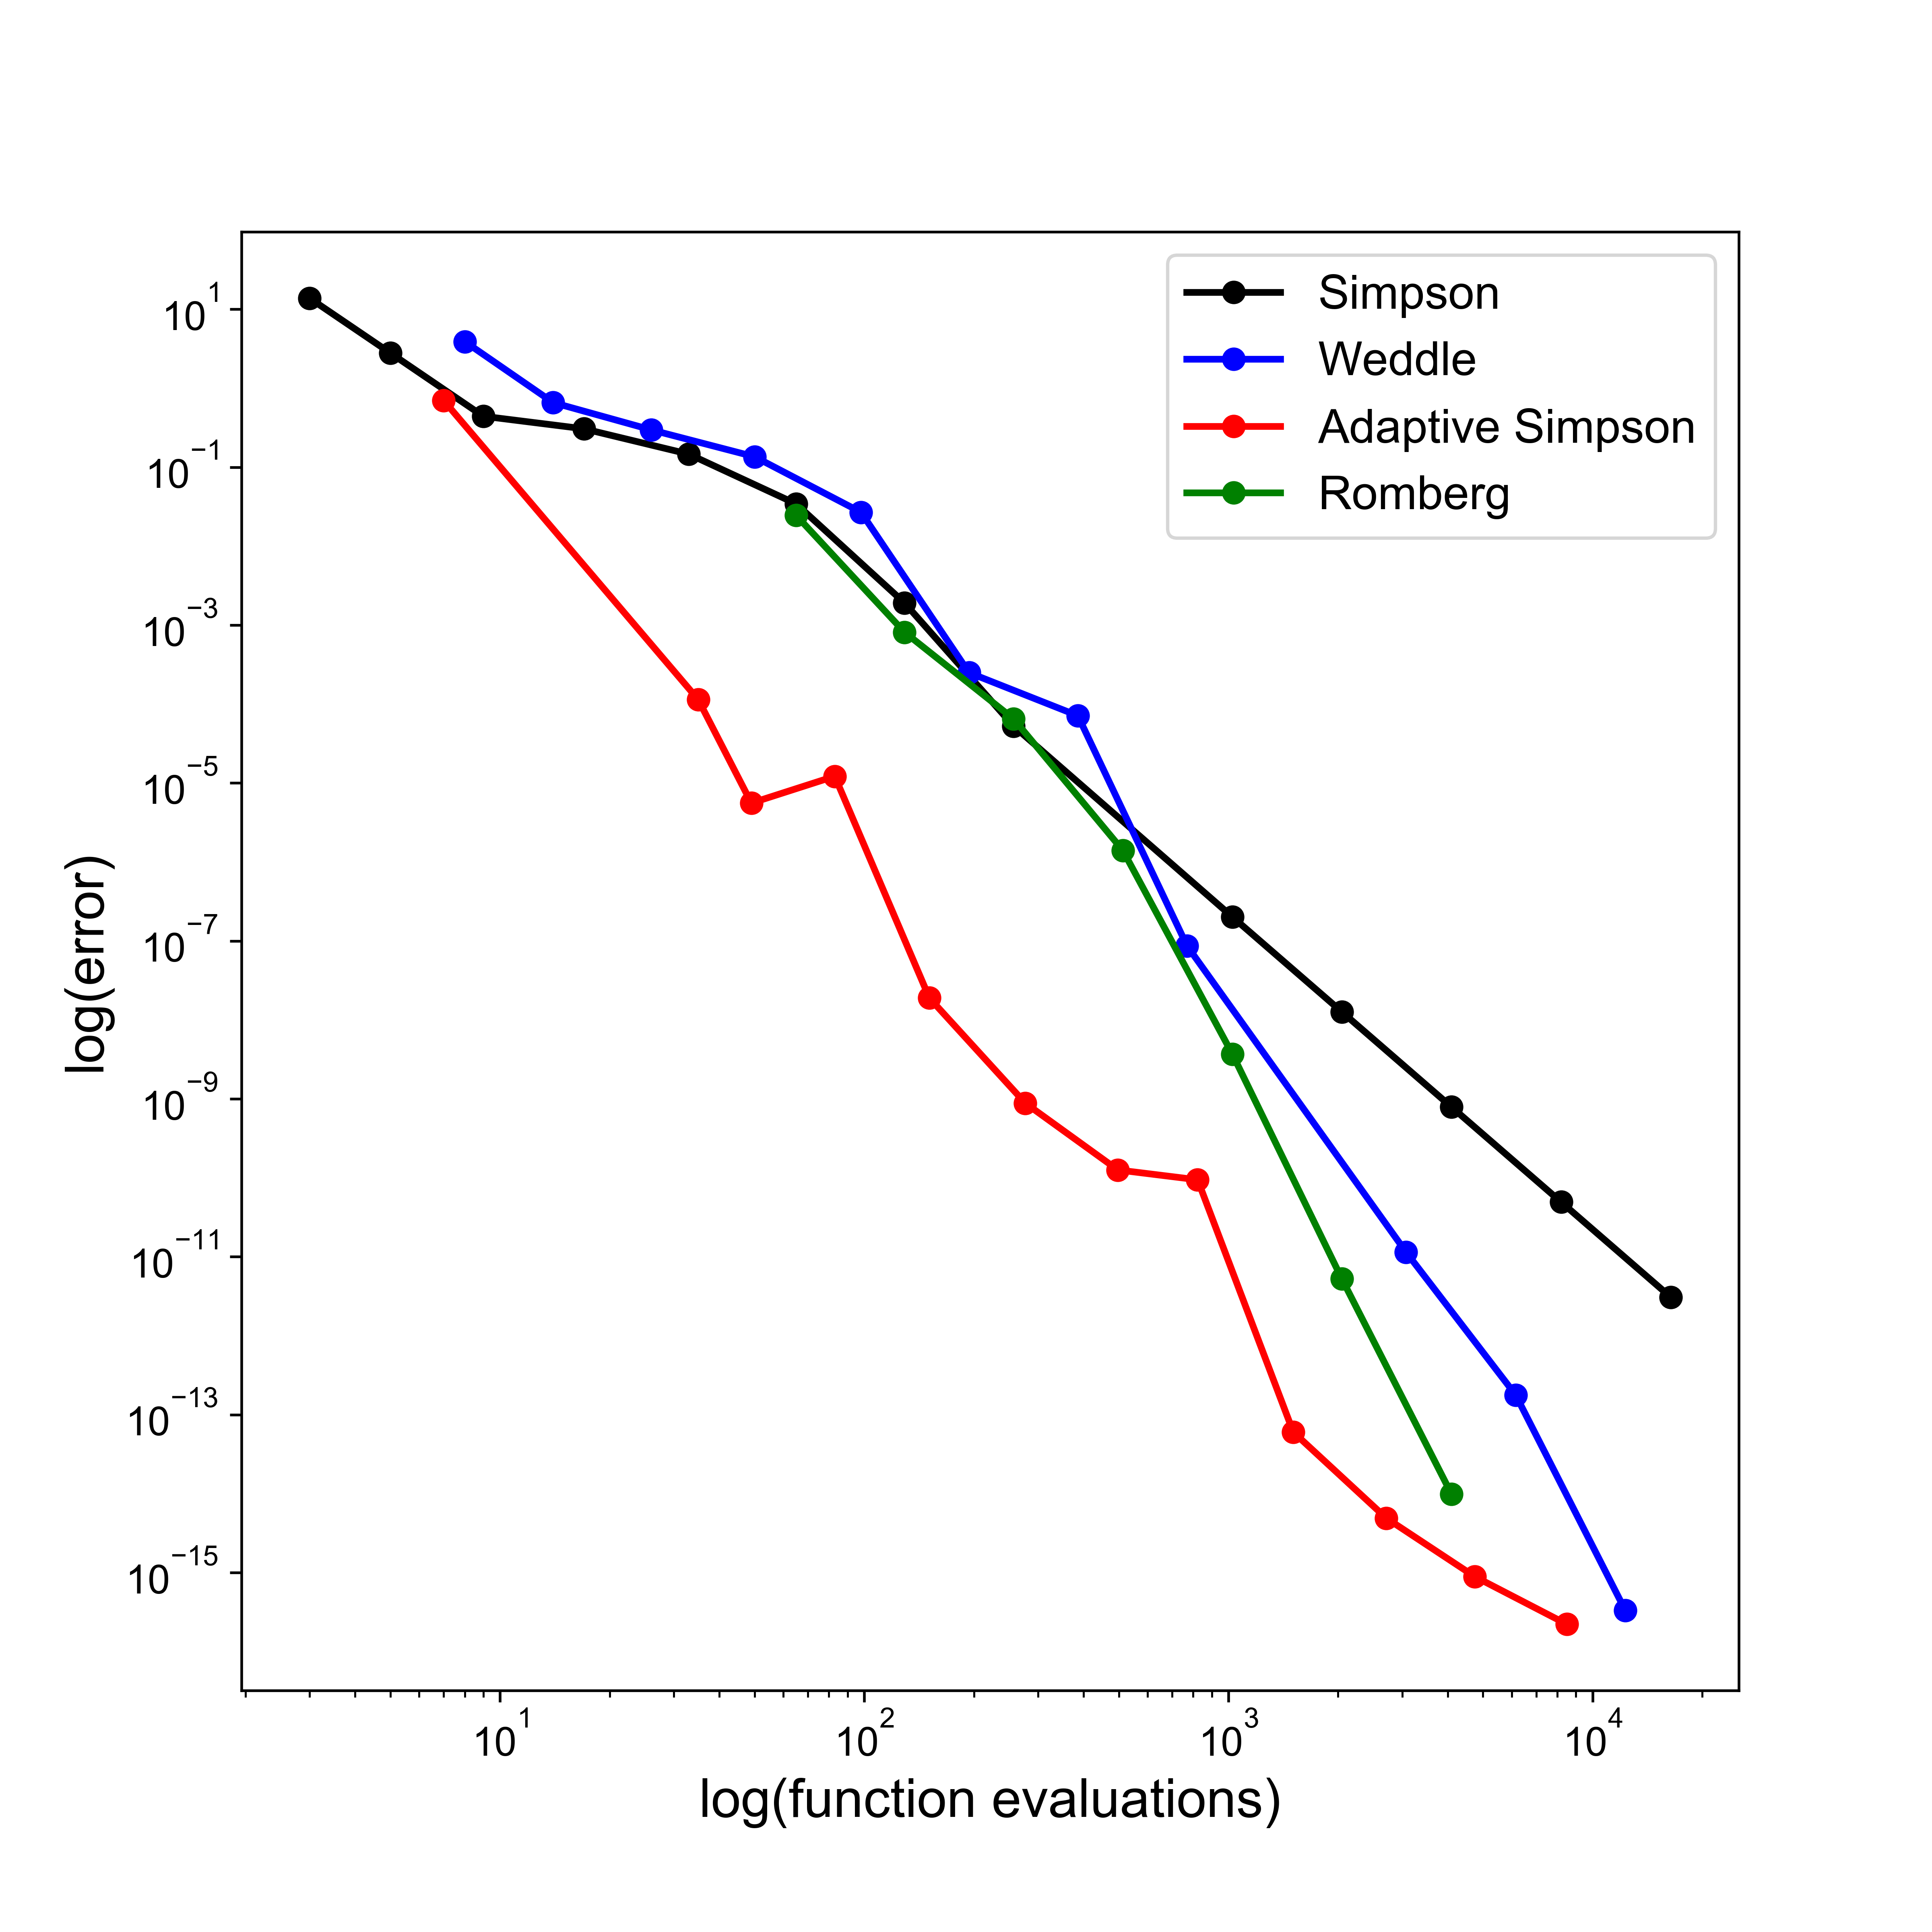 Simpson
Weddle
Adaptive Simpson
Romberg
10^1
10^−1
10^−3
10^−5
10^−7
10^−9
10^−11
10^−13
10^−15
log(error)
10^1 10^2 10^3 10^4
log(function evaluations)